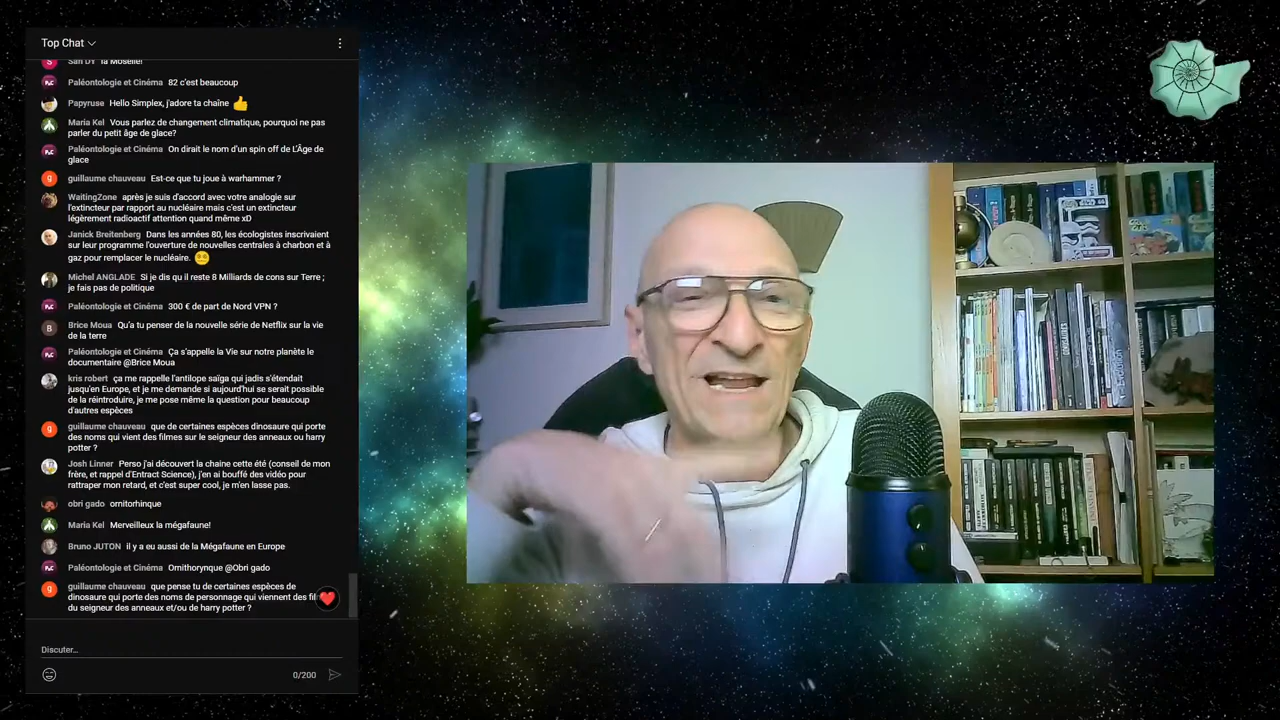 Top Chat
San DY la Moselle!
Paléontologie et Cinéma 82 c'est beaucoup
Papyruse Hello Simplex, j'adore ta chaîne 👍
Maria Kel Vous parlez de changement climatique, pourquoi ne pas
parler du petit âge de glace?
Paléontologie et Cinéma On dirait le nom d'un spin off de L'Âge de
glace
guillaume chauveau Est-ce que tu joue à warhammer ?
WaitingZone après je suis d'accord avec votre analogie sur
l'extincteur par rapport au nucléaire mais c'est un extincteur
légèrement radioactif attention quand même xD
Janick Breitenberg Dans les années 80, les écologistes inscrivaient
sur leur programme l'ouverture de nouvelles centrales à charbon et à
gaz pour remplacer le nucléaire. 😵‍💫
Michel ANGLADE Si je dis qu il reste 8 Milliards de cons sur Terre ;
je fais pas de politique
Paléontologie et Cinéma 300 € de part de Nord VPN ?
Brice Moua Qu'a tu penser de la nouvelle série de Netflix sur la vie
de la terre
Paléontologie et Cinéma Ça s'appelle la Vie sur notre planète le
documentaire @Brice Moua
kris robert ça me rappelle l'antilope saïga qui jadis s'étendait
jusqu'en Europe, et je me demande si aujourd'hui se serait possible
de la réintroduire, je me pose même la question pour beaucoup
d'autres espèces
guillaume chauveau que de certaines espèces dinosaure qui porte
des noms qui vient des filmes sur le seigneur des anneaux ou harry
potter ?
Josh Linner Perso j'ai découvert la chaine cette été (conseil de mon
frère, et rappel d'Entract Science), j'en ai bouffé des vidéo pour
rattraper mon retard, et c'est super cool, je m'en lasse pas.
obri gado ornitorhinque
Maria Kel Merveilleux la mégafaune!
Bruno JUTON il y a eu aussi de la Mégafaune en Europe
Paléontologie et Cinéma Ornithorynque @Obri gado
guillaume chauveau que pense tu de certaines espèces de
dinosaure qui porte des noms de personnage qui viennent des fil
du seigneur des anneaux et/ou de harry potter ?
Discuter...
0/200